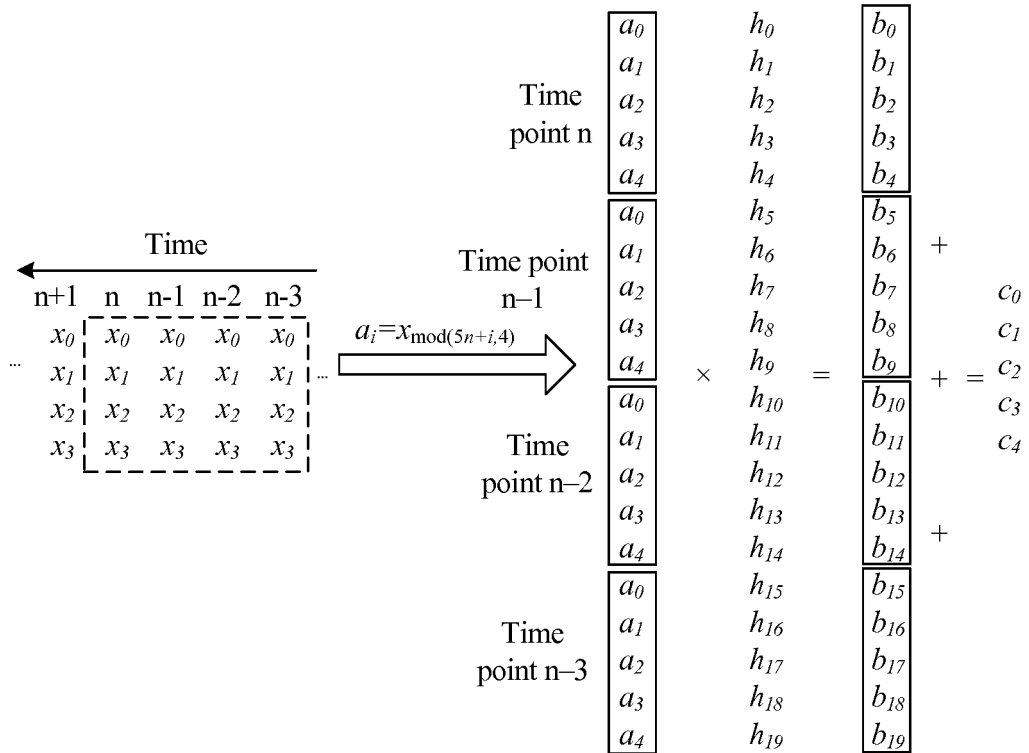 Time
n+1 n n-1 n-2 n-3
x0 x0 x0 x0 x0
... x1 x1 x1 x1 x1 ...
x2 x2 x2 x2 x2
x3 x3 x3 x3 x3
ai=xmod(5n+i,4)
Time
point n
Time point
n–1
Time
point n–2
Time
point n–3
a0
a1
a2
a3
a4
a0
a1
a2
a3
a4
a0
a1
a2
a3
a4
a0
a1
a2
a3
a4
×
h0
h1
h2
h3
h4
h5
h6
h7
h8
h9
h10
h11
h12
h13
h14
h15
h16
h17
h18
h19
=
b0
b1
b2
b3
b4
b5
b6
b7
b8
b9
b10
b11
b12
b13
b14
b15
b16
b17
b18
b19
+
+
+
=
c0
c1
c2
c3
c4